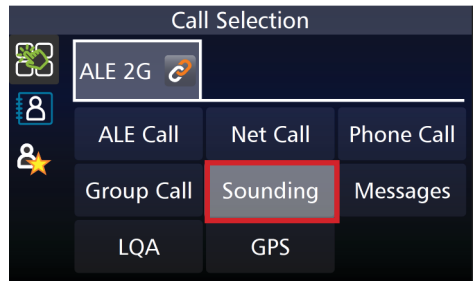 Call Selection
ALE 2G
ALE Call Net Call Phone Call
Group Call Sounding Messages
LQA GPS